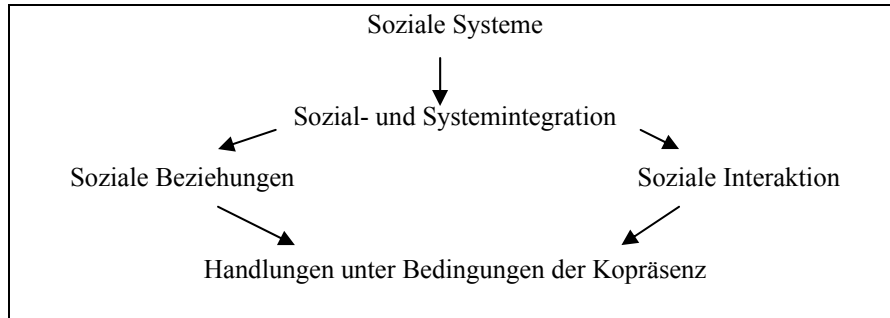 Soziale Systeme
Sozial- und Systemintegration
Soziale Beziehungen
Soziale Interaktion
Handlungen unter Bedingungen der Kopräsenz